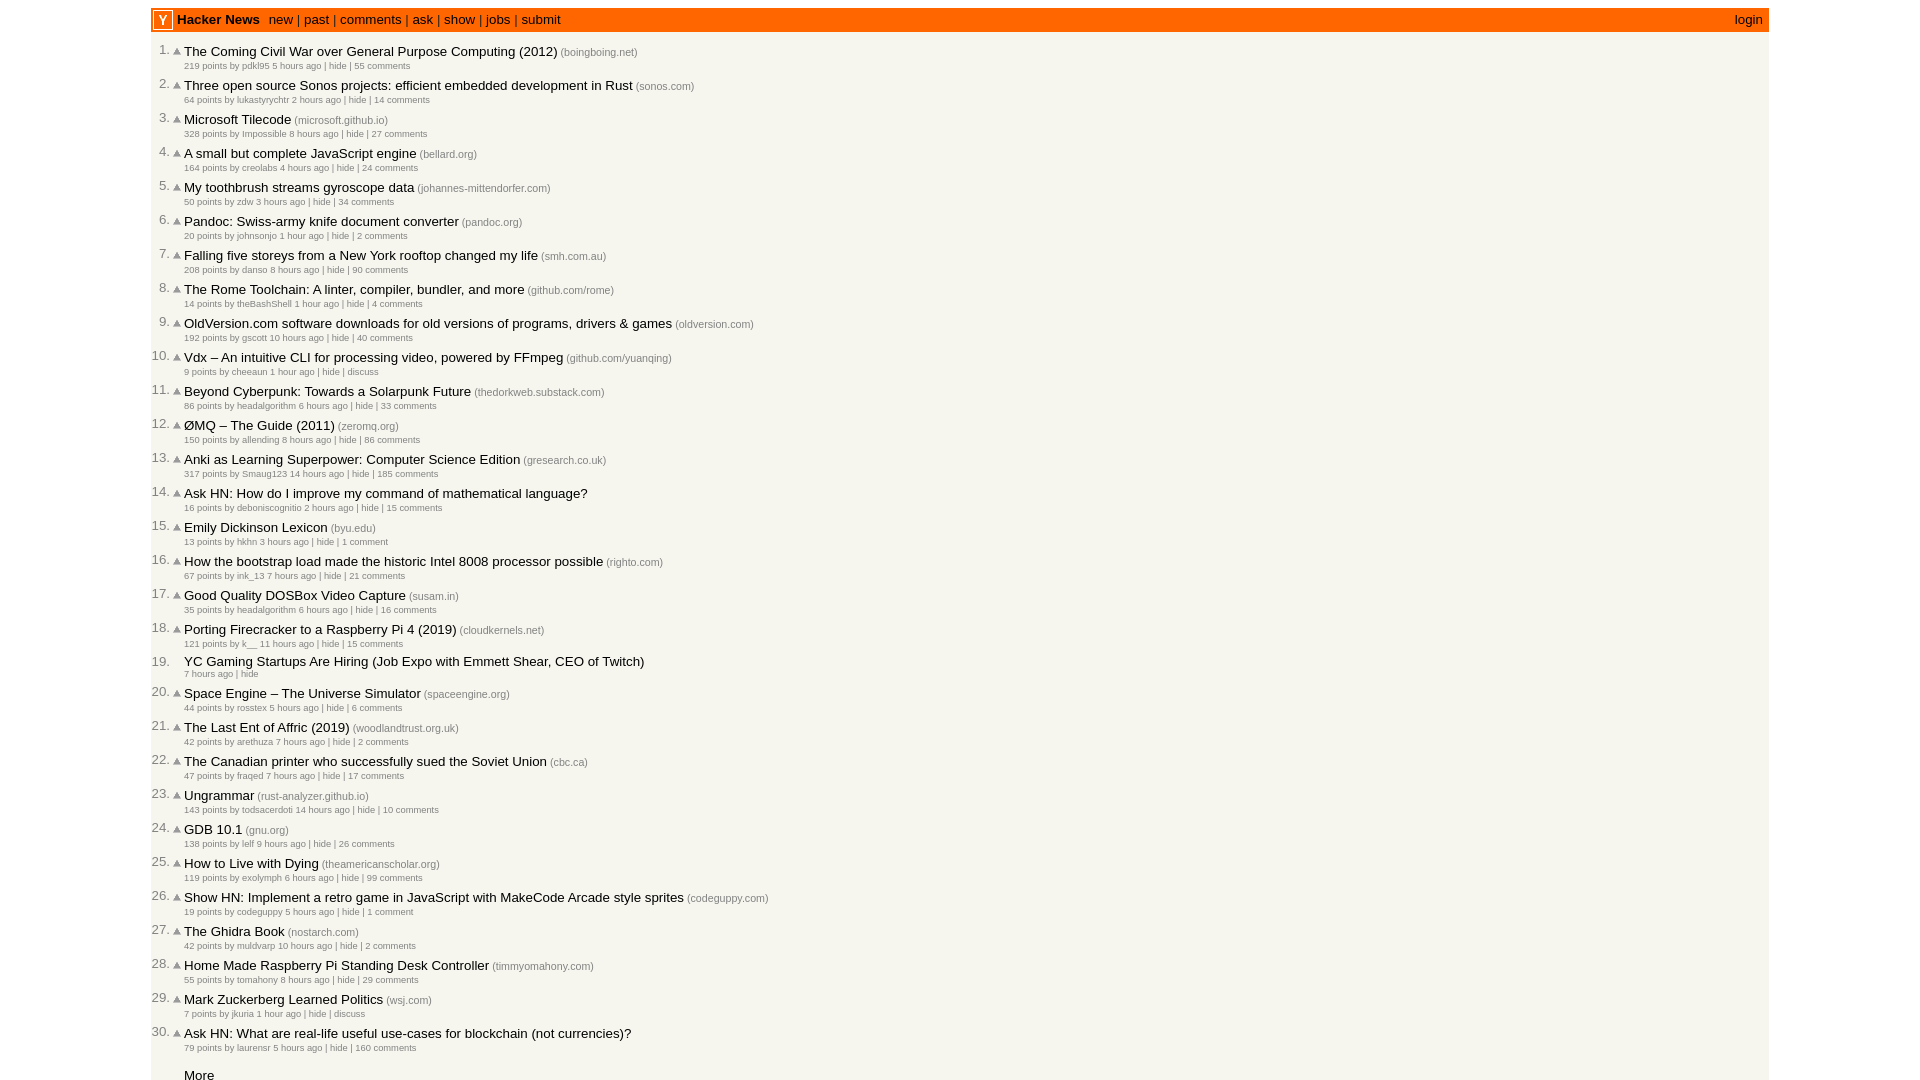 Y Hacker News new | past | comments | ask | show | jobs | submit login
1. The Coming Civil War over General Purpose Computing (2012) (boingboing.net)
219 points by pdkl95 5 hours ago | hide | 55 comments
2. Three open source Sonos projects: efficient embedded development in Rust (sonos.com)
64 points by lukastyrychtr 2 hours ago | hide | 14 comments
3. Microsoft Tilecode (microsoft.github.io)
328 points by Impossible 8 hours ago | hide | 27 comments
4. A small but complete JavaScript engine (bellard.org)
164 points by creolabs 4 hours ago | hide | 24 comments
5. My toothbrush streams gyroscope data (johannes-mittendorfer.com)
50 points by zdw 3 hours ago | hide | 34 comments
6. Pandoc: Swiss-army knife document converter (pandoc.org)
20 points by johnsonjo 1 hour ago | hide | 2 comments
7. Falling five storeys from a New York rooftop changed my life (smh.com.au)
208 points by danso 8 hours ago | hide | 90 comments
8. The Rome Toolchain: A linter, compiler, bundler, and more (github.com/rome)
14 points by theBashShell 1 hour ago | hide | 4 comments
9. OldVersion.com software downloads for old versions of programs, drivers & games (oldversion.com)
192 points by gscott 10 hours ago | hide | 40 comments
10. Vdx – An intuitive CLI for processing video, powered by FFmpeg (github.com/yuanqing)
9 points by cheeaun 1 hour ago | hide | discuss
11. Beyond Cyberpunk: Towards a Solarpunk Future (thedorkweb.substack.com)
86 points by headalgorithm 6 hours ago | hide | 33 comments
12. ØMQ – The Guide (2011) (zeromq.org)
150 points by allending 8 hours ago | hide | 86 comments
13. Anki as Learning Superpower: Computer Science Edition (gresearch.co.uk)
317 points by Smaug123 14 hours ago | hide | 185 comments
14. Ask HN: How do I improve my command of mathematical language?
16 points by deboniscognitio 2 hours ago | hide | 15 comments
15. Emily Dickinson Lexicon (byu.edu)
13 points by hkhn 3 hours ago | hide | 1 comment
16. How the bootstrap load made the historic Intel 8008 processor possible (righto.com)
67 points by ink_13 7 hours ago | hide | 21 comments
17. Good Quality DOSBox Video Capture (susam.in)
35 points by headalgorithm 6 hours ago | hide | 16 comments
18. Porting Firecracker to a Raspberry Pi 4 (2019) (cloudkernels.net)
121 points by k__ 11 hours ago | hide | 15 comments
19. YC Gaming Startups Are Hiring (Job Expo with Emmett Shear, CEO of Twitch)
7 hours ago | hide
20. Space Engine – The Universe Simulator (spaceengine.org)
44 points by rosstex 5 hours ago | hide | 6 comments
21. The Last Ent of Affric (2019) (woodlandtrust.org.uk)
42 points by arethuza 7 hours ago | hide | 2 comments
22. The Canadian printer who successfully sued the Soviet Union (cbc.ca)
47 points by fraqed 7 hours ago | hide | 17 comments
23. Ungrammar (rust-analyzer.github.io)
143 points by todsacerdoti 14 hours ago | hide | 10 comments
24. GDB 10.1 (gnu.org)
138 points by lelf 9 hours ago | hide | 26 comments
25. How to Live with Dying (theamericanscholar.org)
119 points by exolymph 6 hours ago | hide | 99 comments
26. Show HN: Implement a retro game in JavaScript with MakeCode Arcade style sprites (codeguppy.com)
19 points by codeguppy 5 hours ago | hide | 1 comment
27. The Ghidra Book (nostarch.com)
42 points by muldvarp 10 hours ago | hide | 2 comments
28. Home Made Raspberry Pi Standing Desk Controller (timmyomahony.com)
55 points by tomahony 8 hours ago | hide | 29 comments
29. Mark Zuckerberg Learned Politics (wsj.com)
7 points by jkuria 1 hour ago | hide | discuss
30. Ask HN: What are real-life useful use-cases for blockchain (not currencies)?
79 points by laurensr 5 hours ago | hide | 160 comments
More